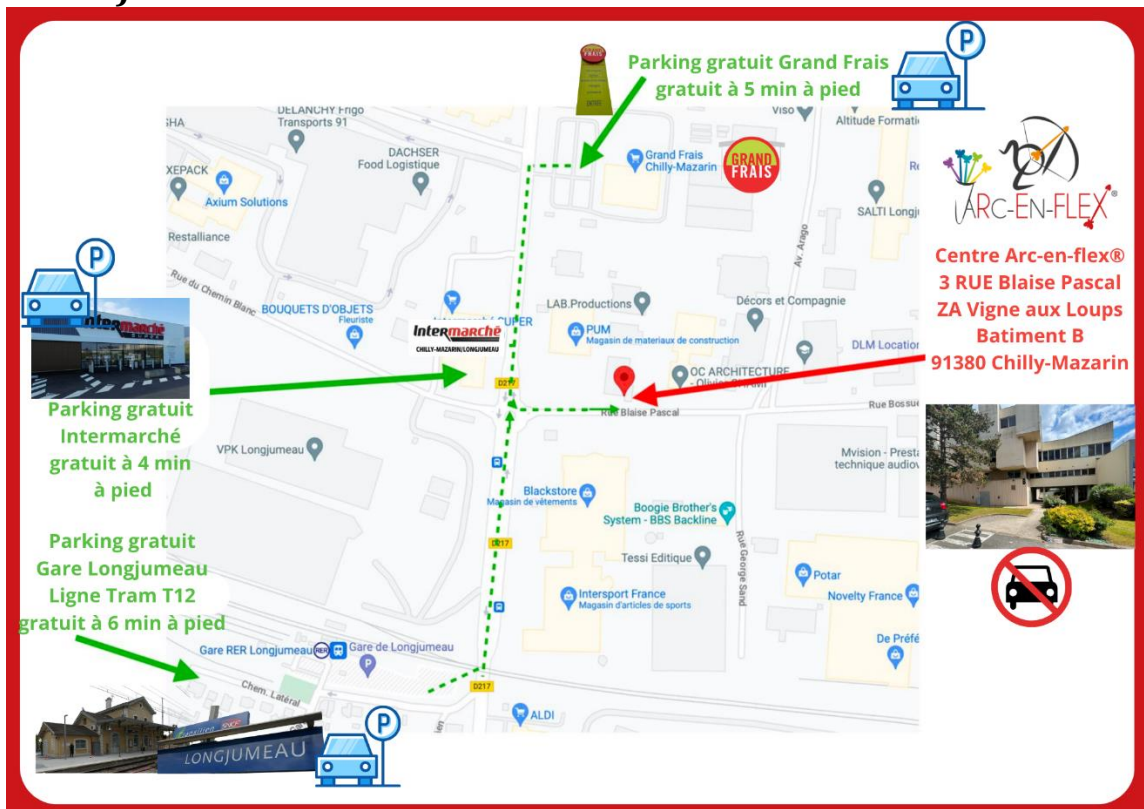 Parking gratuit Grand Frais
gratuit à 5 min à pied
P
GRAND
FRAIS
ARC-EN-FLEX®
Centre Arc-en-flex®
3 RUE Blaise Pascal
ZA Vigne aux Loups
Batiment B
91380 Chilly-Mazarin
DELANCHY Frigo
Transports 91
DACHSER
Food Logistique
Axium Solutions
Restalliance
Grand Frais
Chilly-Mazarin
Viso
Altitude Formati
SALTI Longj
Av. Arago
Rue du Chemin Blanc
BOUQUETS D'OBJETS
Fleuriste
Intermarché
CHILLY-MAZARIN/LONGJUMEAU
LAB.Productions
PUM
Magasin de materiaux de construction
Décors et Compagnie
DLM Location
OC ARCHITECTURE
D217
Rue Blaise Pascal
Rue Bossue
P
Intermarché
SUPER
Parking gratuit
Intermarché
gratuit à 4 min
à pied
VPK Longjumeau
Mvision - Presta
technique audiov
Blackstore
Magasin de vêtements
Boogie Brother's
System - BBS Backline
Tessi Editique
Rue George Sand
D217
Intersport France
Magasin d'articles de sports
Potar
Novelty France
De Préfé
Parking gratuit
Gare Longjumeau
Ligne Tram T12
gratuit à 6 min à pied
Gare RER Longjumeau
RER
Gare de Longjumeau
P
Chem. Latéral
D217
ALDI
LONGJUMEAU
P